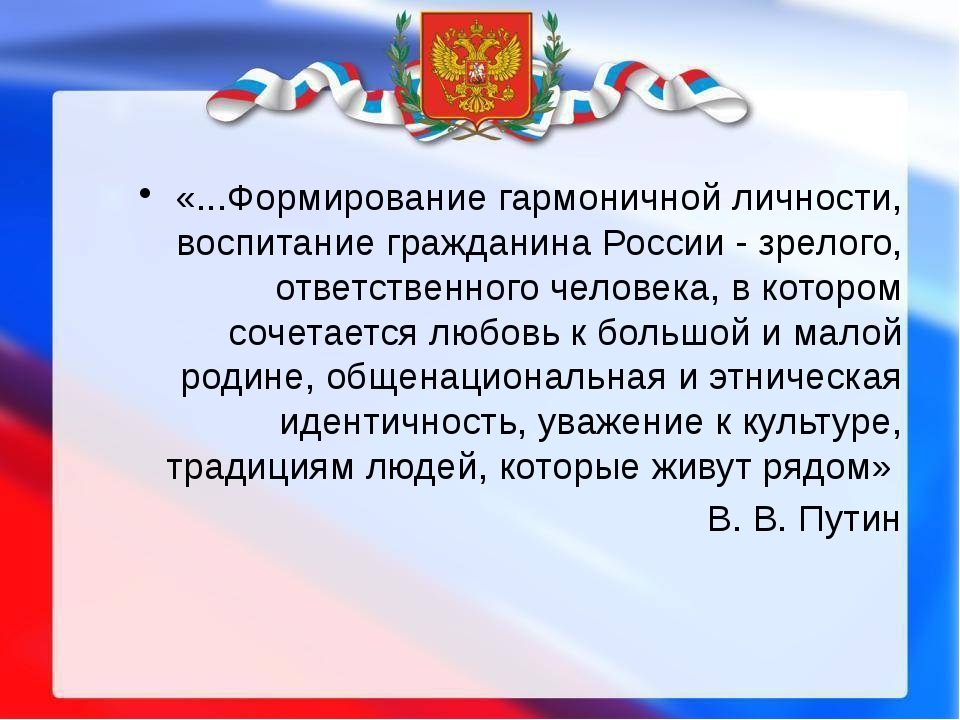 • «...Формирование гармоничной личности,
воспитание гражданина России - зрелого,
ответственного человека, в котором
сочетается любовь к большой и малой
родине, общенациональная и этническая
идентичность, уважение к культуре,
традициям людей, которые живут рядом»
В. В. Путин